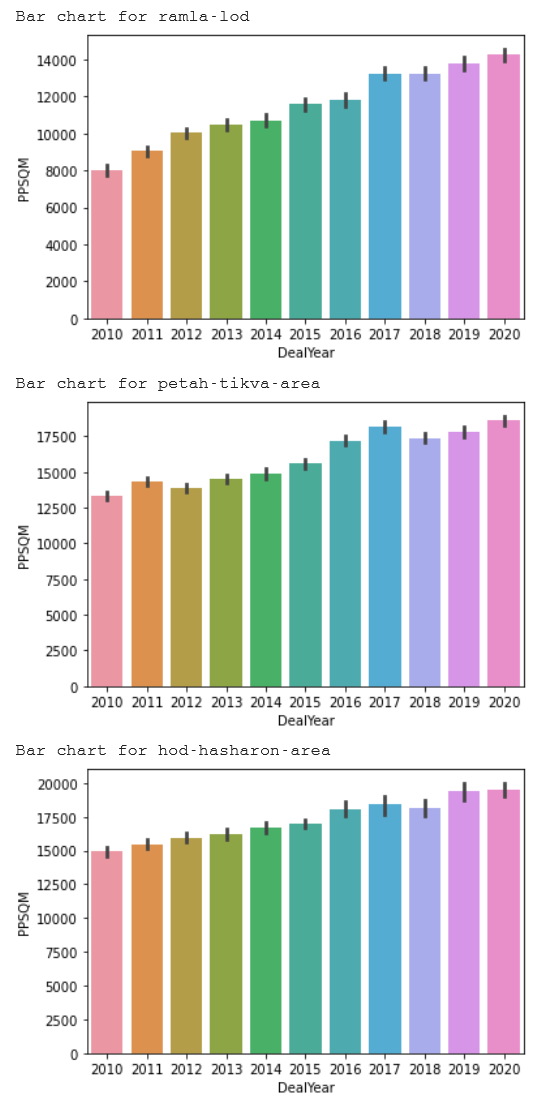 Bar chart for ramla-lod
14000
12000
10000
8000
6000
4000
2000
0
PPSQM
2010 2011 2012 2013 2014 2015 2016 2017 2018 2019 2020
DealYear
Bar chart for petah-tikva-area
17500
15000
12500
10000
7500
5000
2500
0
PPSQM
2010 2011 2012 2013 2014 2015 2016 2017 2018 2019 2020
DealYear
Bar chart for hod-hasharon-area
20000
17500
15000
12500
10000
7500
5000
2500
0
PPSQM
2010 2011 2012 2013 2014 2015 2016 2017 2018 2019 2020
DealYear